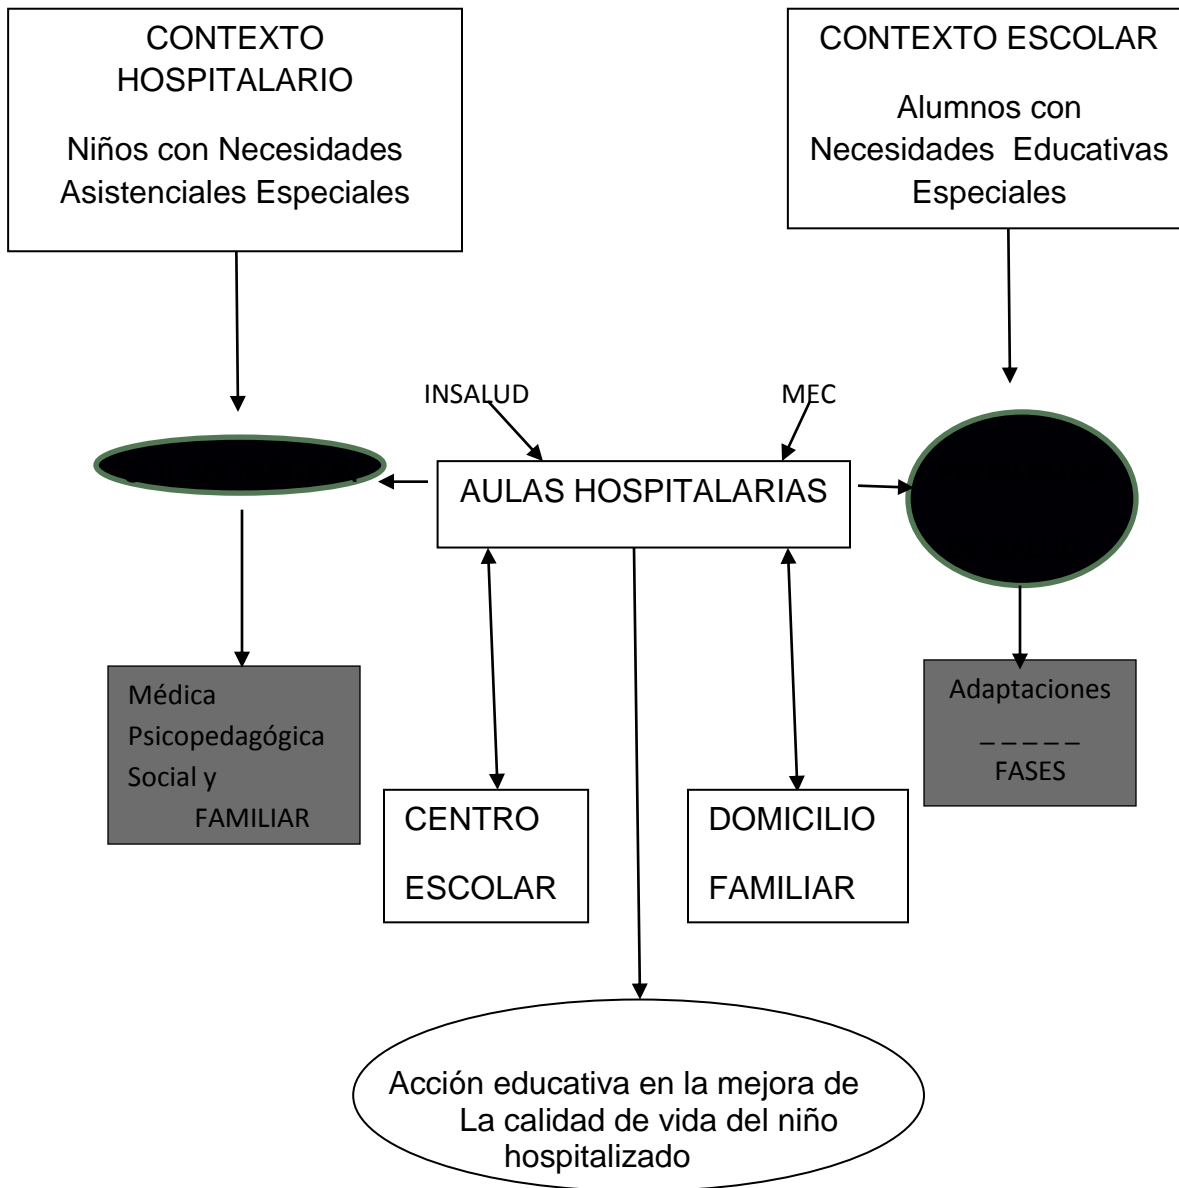 CONTEXTO
HOSPITALARIO
Niños con Necesidades
Asistenciales Especiales
CONTEXTO ESCOLAR
Alumnos con
Necesidades Educativas
Especiales
INSALUD
MEC
AULAS HOSPITALARIAS
Médica
Psicopedagógica
Social y
FAMILIAR
Adaptaciones
_ _ _ _ _
FASES
CENTRO
ESCOLAR
DOMICILIO
FAMILIAR
Acción educativa en la mejora de
La calidad de vida del niño
hospitalizado